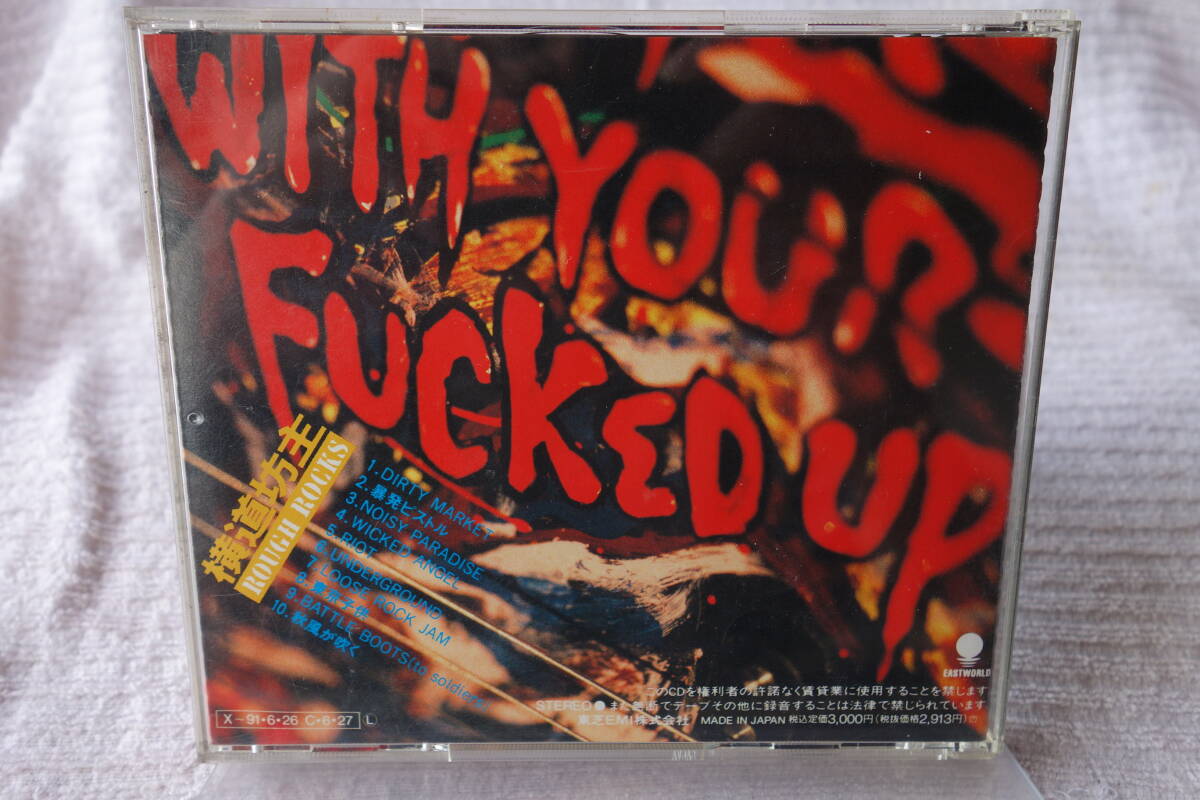 WITH YOU?
FUCKED UP
横道坊主
ROUGH ROCKS
1. DIRTY MARKET
2. 暴発ピストル
3. NOISY PARADISE
4. WICKED ANGEL
5. RIOT
6. UNDERGROUND
7. LOOSE ROCK JAM
8. 東京子供
9. BATTLE BOOTS (to soldiers)
10. 秋風が吹く
EASTWORLD
このCDを権利者の許諾なく賃貸業に使用することを禁じます
STEREO ● また無断でテープその他に録音することは法律で禁じられています
東芝EMI株式会社 MADE IN JAPAN 税込定価3,000円(税抜価格2,913円)
X-91・6・26 C・6・27 Ⓛ